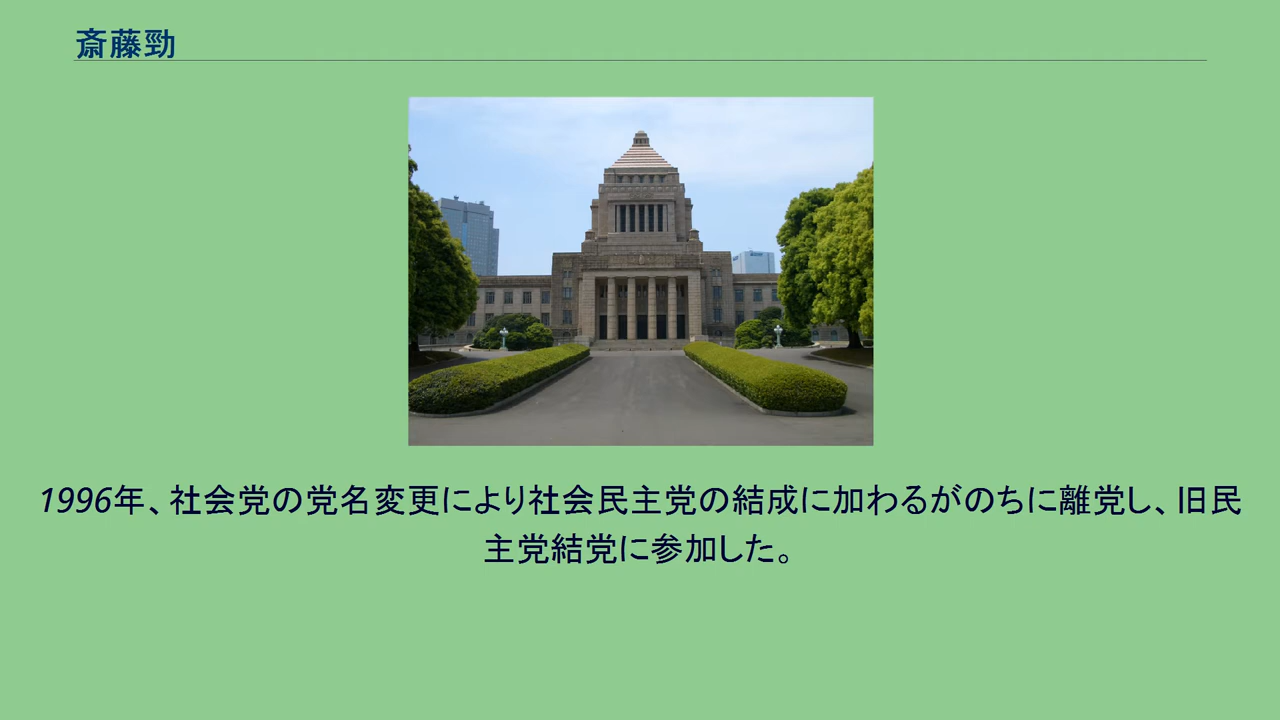 斎藤勁
1996年、社会党の党名変更により社会民主党の結成に加わるがのちに離党し、旧民
主党結党に参加した。